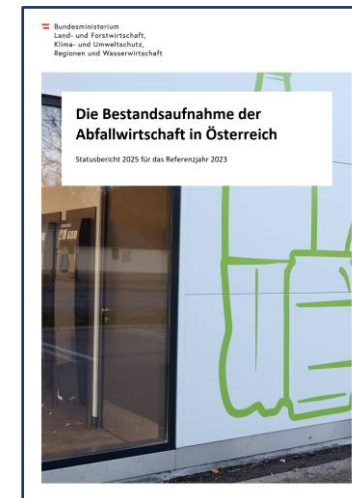 Bundesministerium
Land- und Forstwirtschaft,
Klima- und Umweltschutz,
Regionen und Wasserwirtschaft
Die Bestandsaufnahme der
Abfallwirtschaft in Österreich
Statusbericht 2025 für das Referenzjahr 2023